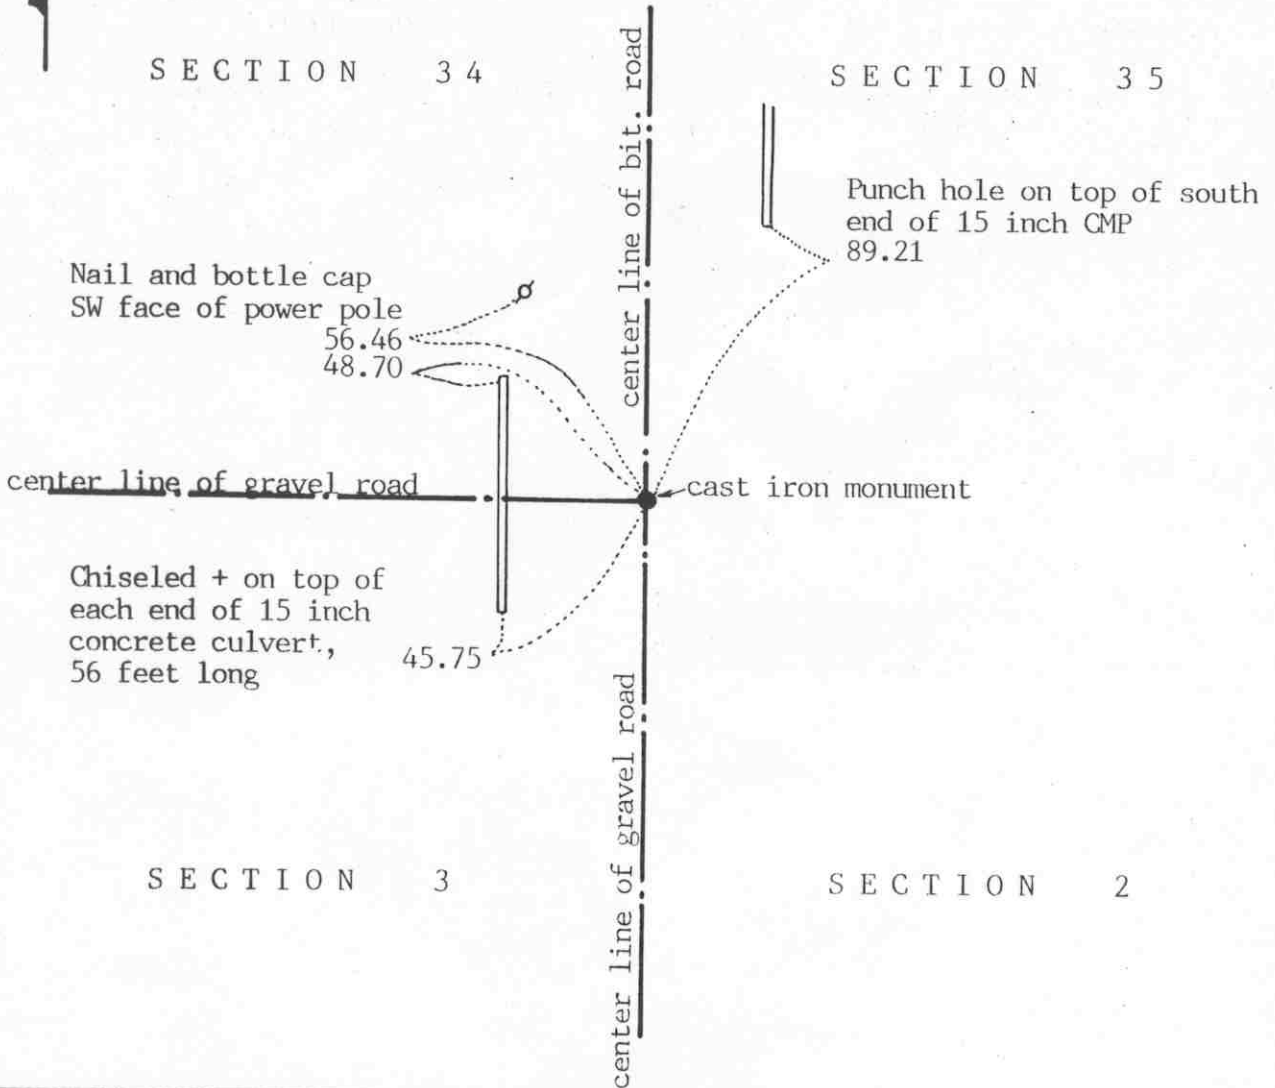 SECTION 34
SECTION 35
center line of bit. road
Punch hole on top of south
end of 15 inch CMP
89.21
Nail and bottle cap
SW face of power pole
56.46
48.70
center line of gravel road
cast iron monument
Chiseled + on top of
each end of 15 inch
concrete culvert,
56 feet long
45.75
center line of gravel road
SECTION 3
SECTION 2